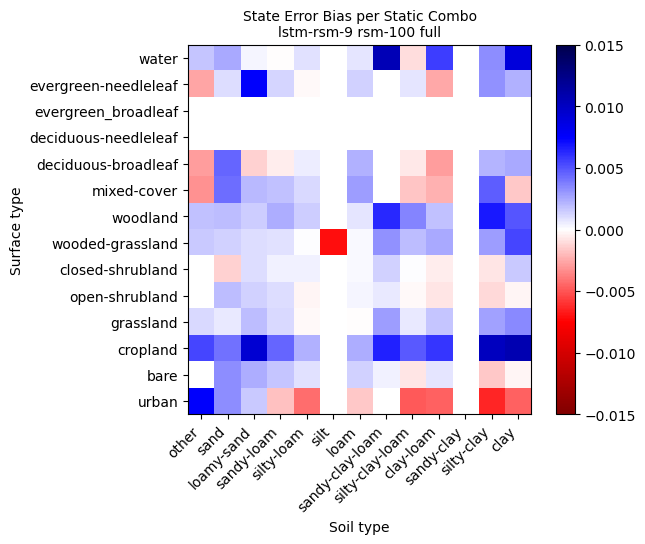 State Error Bias per Static Combo
lstm-rsm-9 rsm-100 full
Surface type
water
evergreen-needleleaf
evergreen_broadleaf
deciduous-needleleaf
deciduous-broadleaf
mixed-cover
woodland
wooded-grassland
closed-shrubland
open-shrubland
grassland
cropland
bare
urban
other
sand
loamy-sand
sandy-loam
silty-loam
silt
loam
sandy-clay-loam
silty-clay-loam
clay-loam
sandy-clay
silty-clay
clay
Soil type
0.015
0.010
0.005
0.000
−0.005
−0.010
−0.015